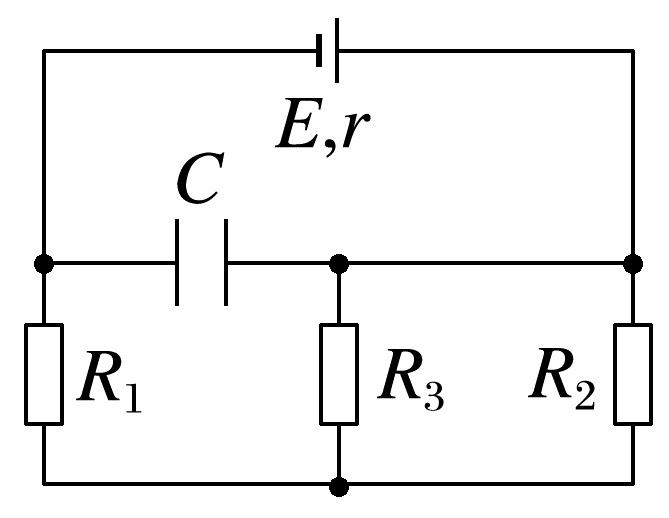 E,r
C
R₁ R₃ R₂